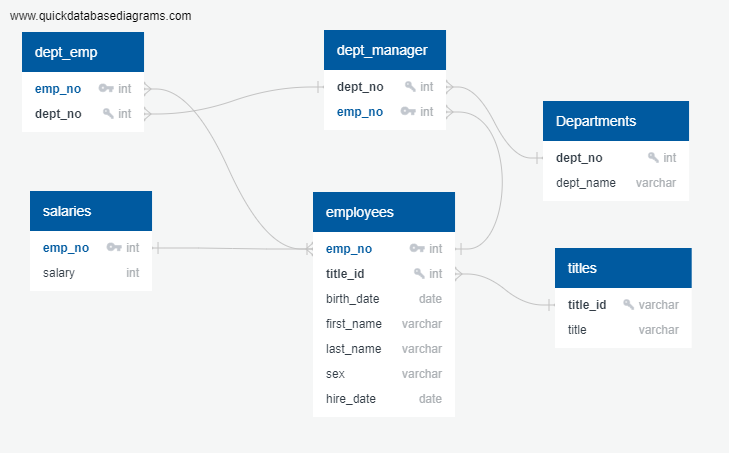 www.quickdatabasediagrams.com
dept_emp
emp_no int
dept_no int
dept_manager
dept_no int
emp_no int
Departments
dept_no int
dept_name varchar
salaries
emp_no int
salary int
employees
emp_no int
title_id int
birth_date date
first_name varchar
last_name varchar
sex varchar
hire_date date
titles
title_id varchar
title varchar